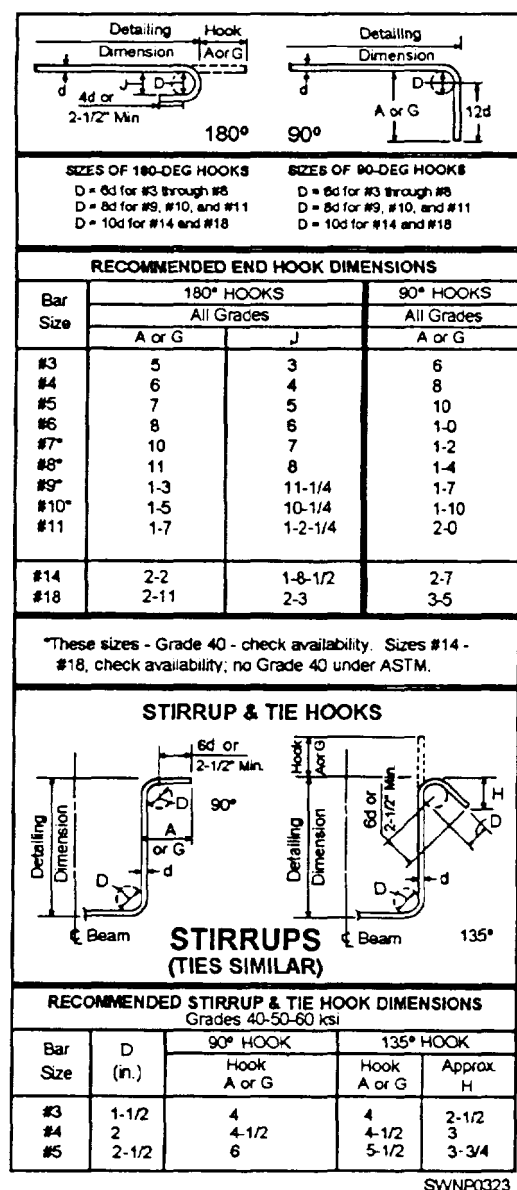 Detailing Hook
Dimension A or G
d J D
4d or
2-1/2" Min
180°
Detailing
Dimension
d D
A or G 12d
90°
SIZES OF 180-DEG HOOKS
D = 6d for #3 through #8
D = 8d for #9, #10, and #11
D = 10d for #14 and #18
SIZES OF 90-DEG HOOKS
D = 6d for #3 through #8
D = 8d for #9, #10, and #11
D = 10d for #14 and #18
RECOMMENDED END HOOK DIMENSIONS
Bar Size 180° HOOKS 90° HOOKS
All Grades All Grades
A or G J A or G
#3 5 3 6
#4 6 4 8
#5 7 5 10
#6 8 6 1-0
#7* 10 7 1-2
#8* 11 8 1-4
#9* 1-3 11-1/4 1-7
#10* 1-5 10-1/4 1-10
#11 1-7 1-2-1/4 2-0
#14 2-2 1-8-1/2 2-7
#18 2-11 2-3 3-5
*These sizes - Grade 40 - check availability. Sizes #14 -
#18, check availability; no Grade 40 under ASTM.
STIRRUP & TIE HOOKS
6d or
2-1/2" Min.
D
90°
A
or G
Detailing
Dimension
d
D
℄ Beam
Hook
A or G
6d or
2-1/2" Min.
H
D
Detailing
Dimension
d
D
℄ Beam
135°
STIRRUPS
(TIES SIMILAR)
RECOMMENDED STIRRUP & TIE HOOK DIMENSIONS
Grades 40-50-60 ksi
Bar Size D (in.) 90° HOOK 135° HOOK
Hook A or G Hook A or G Approx. H
#3 1-1/2 4 4 2-1/2
#4 2 4-1/2 4-1/2 3
#5 2-1/2 6 5-1/2 3-3/4
SWNP0323